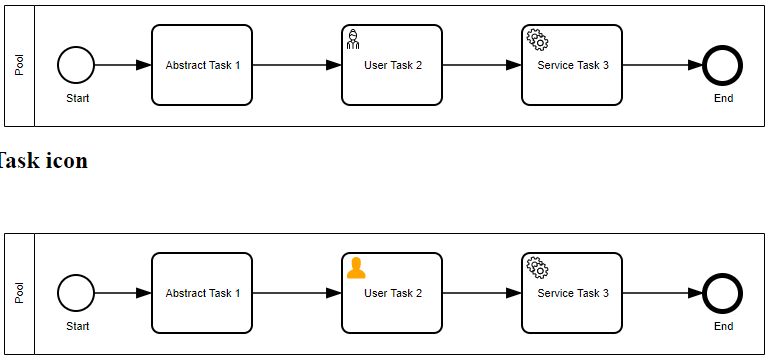 Pool
Abstract Task 1
User Task 2
Service Task 3
Start
End
Task icon
Pool
Abstract Task 1
User Task 2
Service Task 3
Start
End